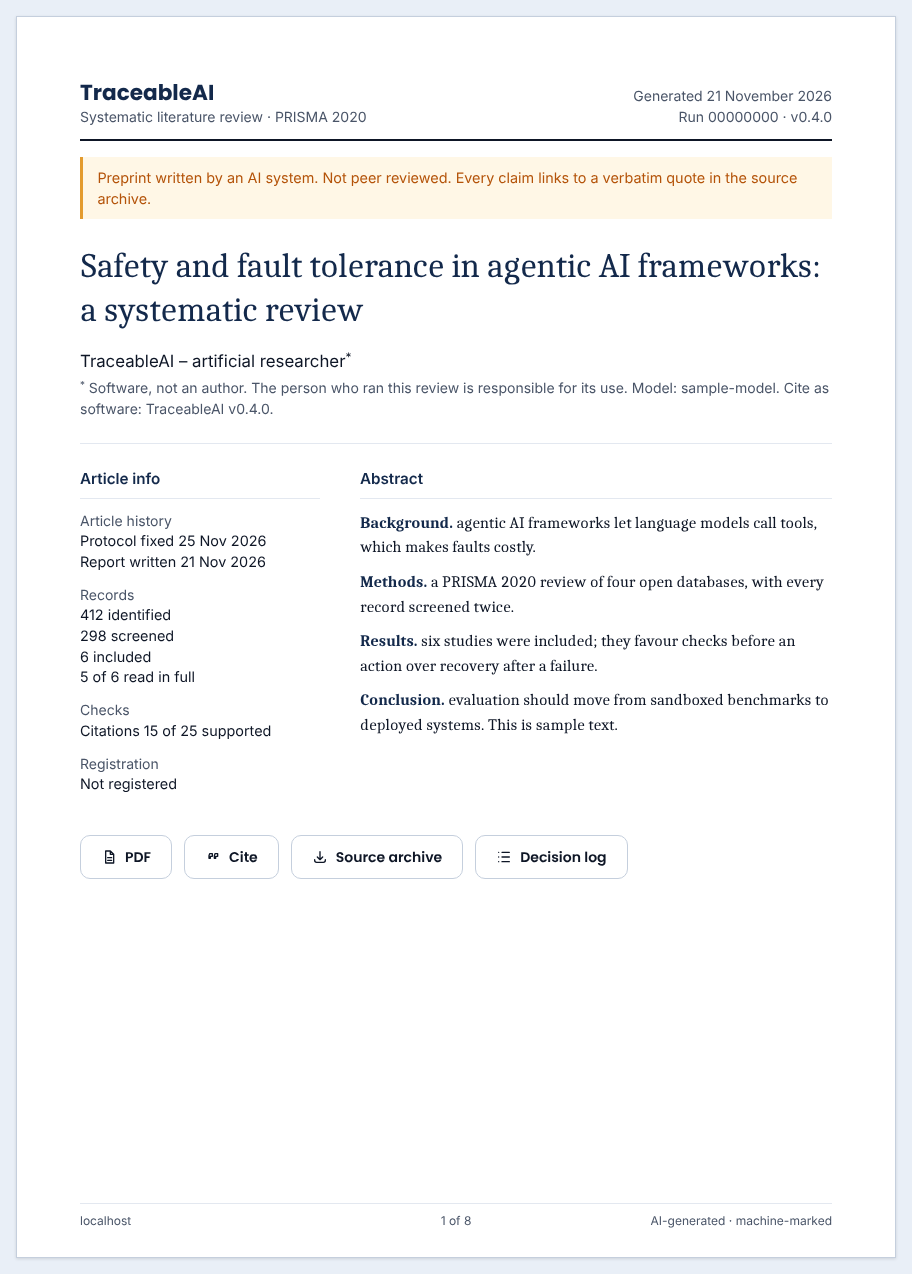 TraceableAI
Systematic literature review · PRISMA 2020
Generated 21 November 2026
Run 00000000 · v0.4.0
Preprint written by an AI system. Not peer reviewed. Every claim links to a verbatim quote in the source
archive.
Safety and fault tolerance in agentic AI frameworks:
a systematic review
TraceableAI – artificial researcher*
* Software, not an author. The person who ran this review is responsible for its use. Model: sample-model. Cite as
software: TraceableAI v0.4.0.
Article info
Article history
Protocol fixed 25 Nov 2026
Report written 21 Nov 2026
Records
412 identified
298 screened
6 included
5 of 6 read in full
Checks
Citations 15 of 25 supported
Registration
Not registered
Abstract
Background. agentic AI frameworks let language models call tools,
which makes faults costly.
Methods. a PRISMA 2020 review of four open databases, with every
record screened twice.
Results. six studies were included; they favour checks before an
action over recovery after a failure.
Conclusion. evaluation should move from sandboxed benchmarks to
deployed systems. This is sample text.
PDF
Cite
Source archive
Decision log
localhost
1 of 8
AI-generated · machine-marked